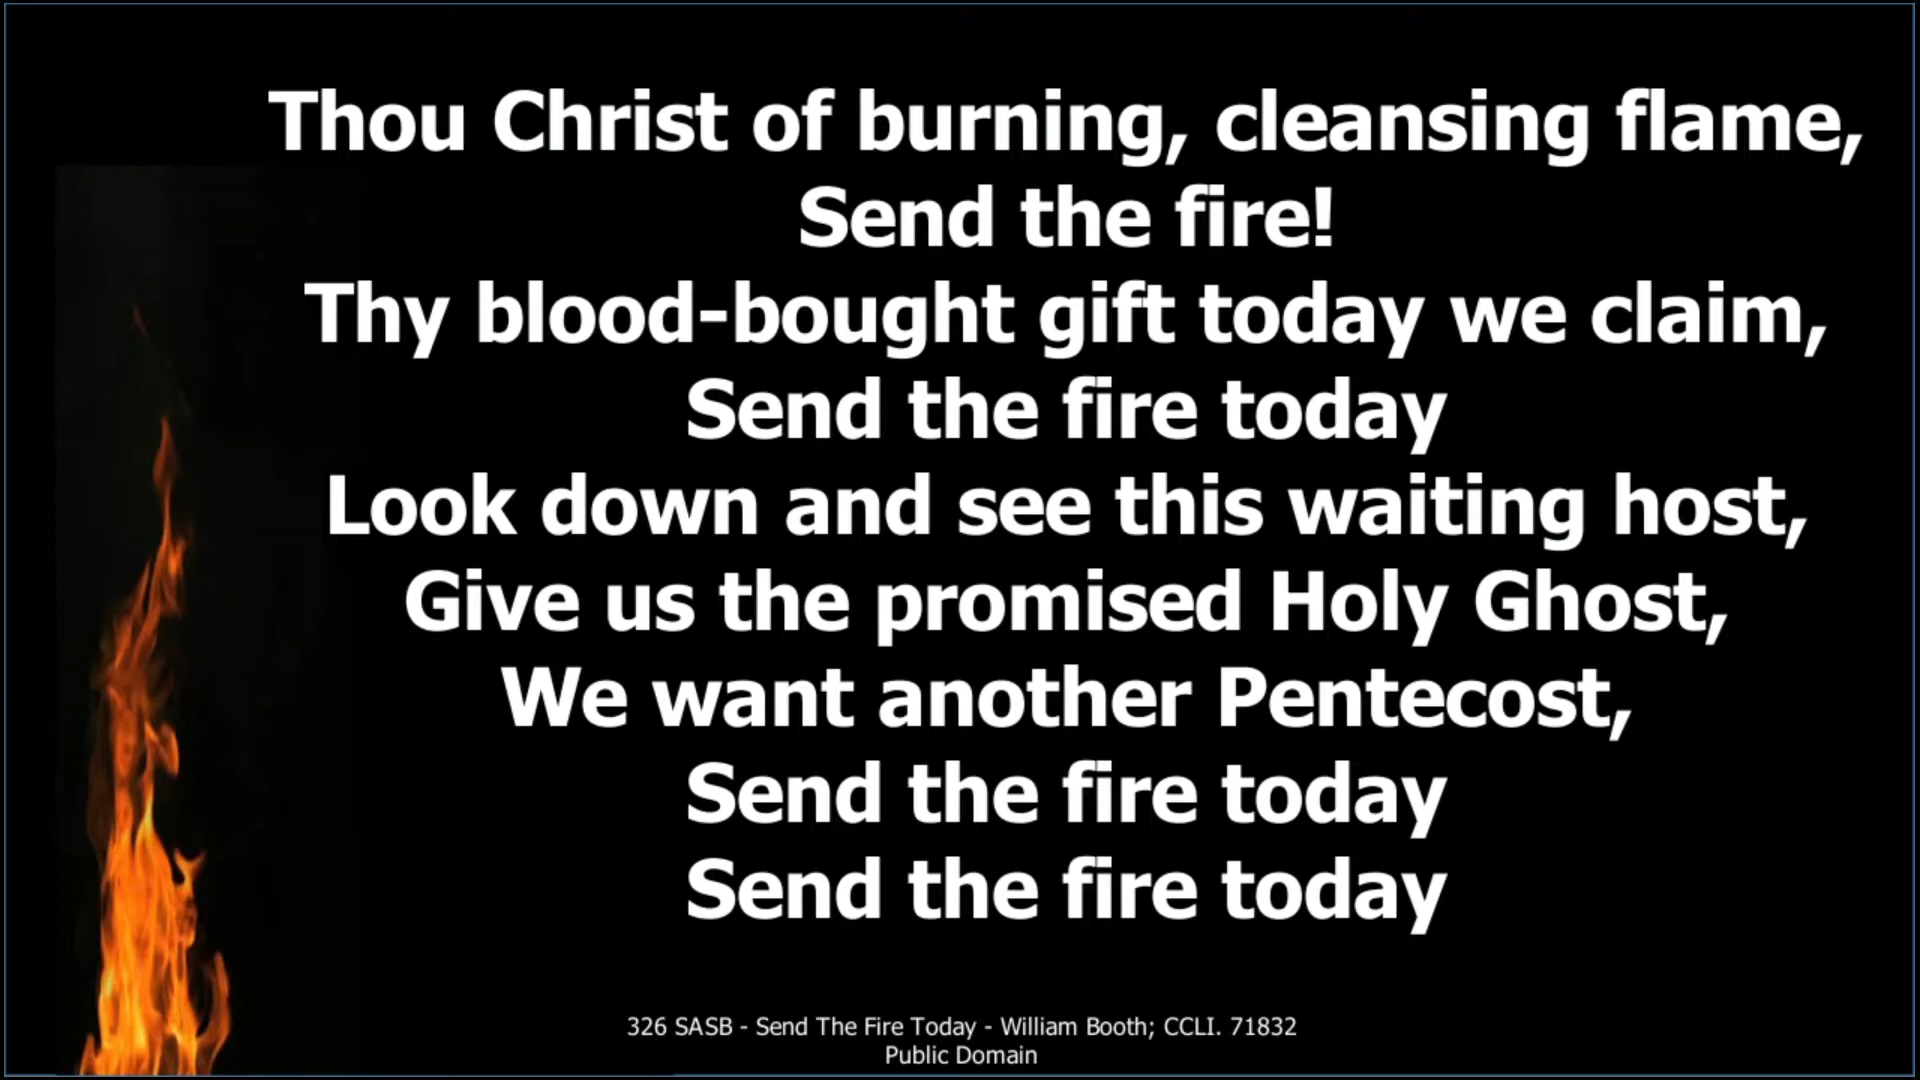 Thou Christ of burning, cleansing flame,
Send the fire!
Thy blood-bought gift today we claim,
Send the fire today
Look down and see this waiting host,
Give us the promised Holy Ghost,
We want another Pentecost,
Send the fire today
Send the fire today
326 SASB - Send The Fire Today - William Booth; CCLI. 71832
Public Domain